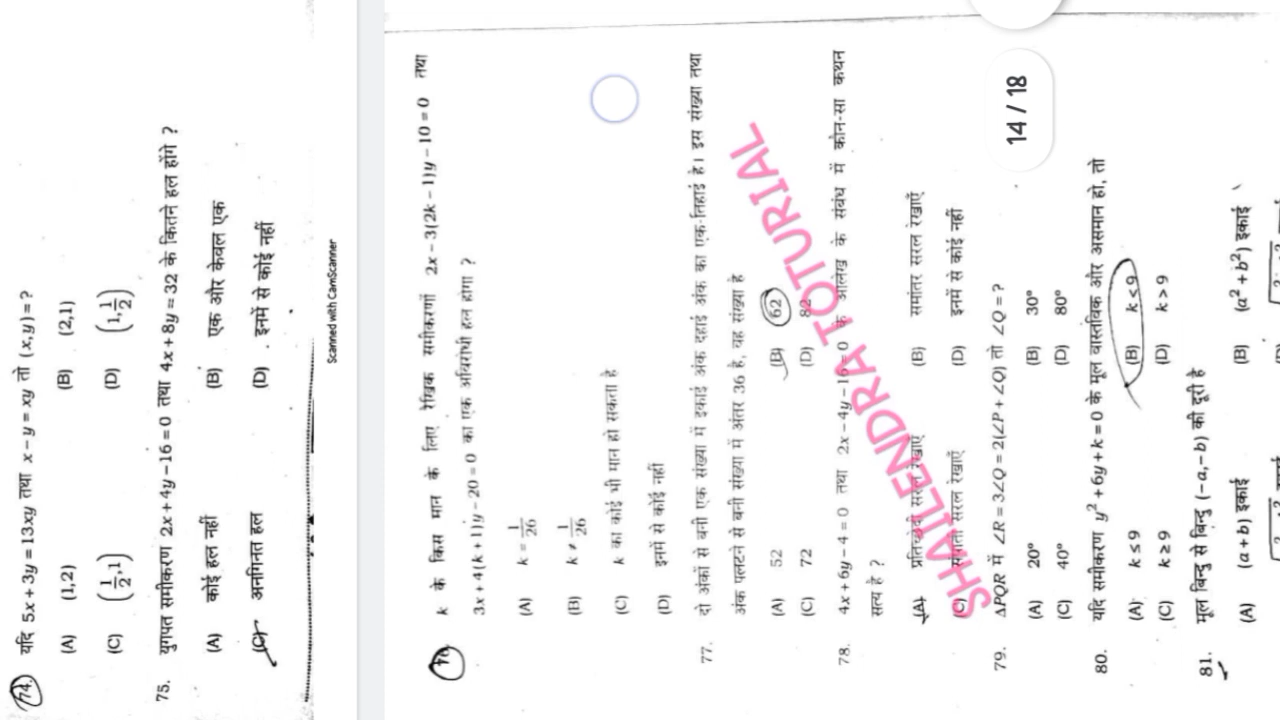 74. यदि 5x + 3y = 13xy तथा x − y = xy तो (x, y) = ?
(A) (1,2) (B) (2,1)
(C) (1/2, 1) (D) (1, 1/2)
75. युगपत समीकरण 2x + 4y − 16 = 0 तथा 4x + 8y = 32 के कितने हल होंगे ?
(A) कोई हल नहीं (B) एक और केवल एक
(C) अनगिनत हल (D) इनमें से कोई नहीं
Scanned with CamScanner
76. k के किस मान के लिए रैखिक समीकरणों 2x − 3(2k − 1)y − 10 = 0 तथा
3x + 4(k + 1)y − 20 = 0 का एक अविरोधी हल होगा ?
(A) k = 1/26
(B) k ≠ 1/26
(C) k का कोई भी मान हो सकता है
(D) इनमें से कोई नहीं
77. दो अंकों से बनी एक संख्या में इकाई अंक दहाई अंक का एक-तिहाई है। इस संख्या तथा
अंक पलटने से बनी संख्या में अंतर 36 है, वह संख्या है
(A) 52 (B) 62
(C) 72 (D) 82
78. 4x + 6y − 4 = 0 तथा 2x − 4y − 16 = 0 के आलेख के संबंध में कौन-सा कथन
सत्य है ?
(A) प्रतिच्छेदी सरल रेखाएँ (B) समांतर सरल रेखाएँ
(C) संपाती सरल रेखाएँ (D) इनमें से कोई नहीं
79. ΔPQR में ∠R = 3∠Q = 2(∠P + ∠Q) तो ∠Q = ?
(A) 20° (B) 30°
(C) 40° (D) 80°
80. यदि समीकरण y² + 6y + k = 0 के मूल वास्तविक और असमान हो, तो
(A) k ≤ 9 (B) k < 9
(C) k ≥ 9 (D) k > 9
81. मूल बिन्दु से बिन्दु (−a, −b) की दूरी है
(A) (a + b) इकाई (B) (a² + b²) इकाई
SHAILENDRA TOTURIAL
14 / 18